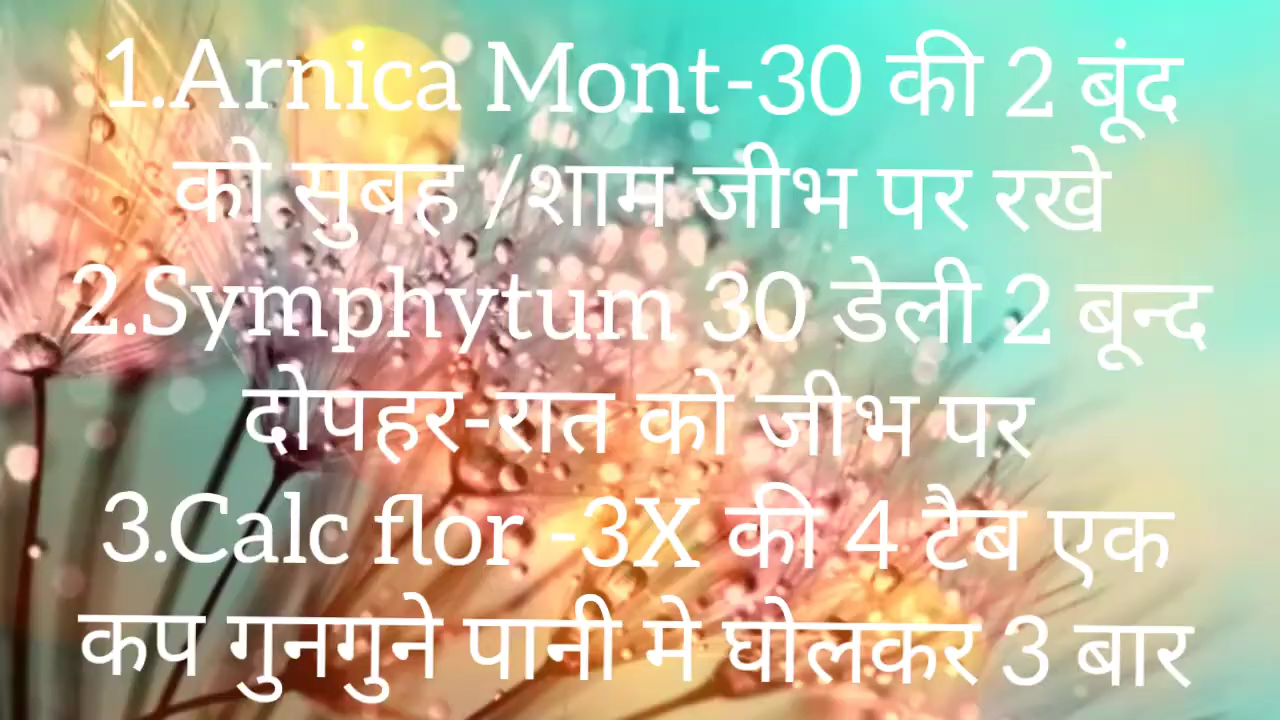 1.Arnica Mont-30 की 2 बूंद
को सुबह /शाम जीभ पर रखे
2.Symphytum 30 डेली 2 बून्द
दोपहर-रात को जीभ पर
3.Calc flor -3X की 4 टैब एक
कप गुनगुने पानी मे घोलकर 3 बार